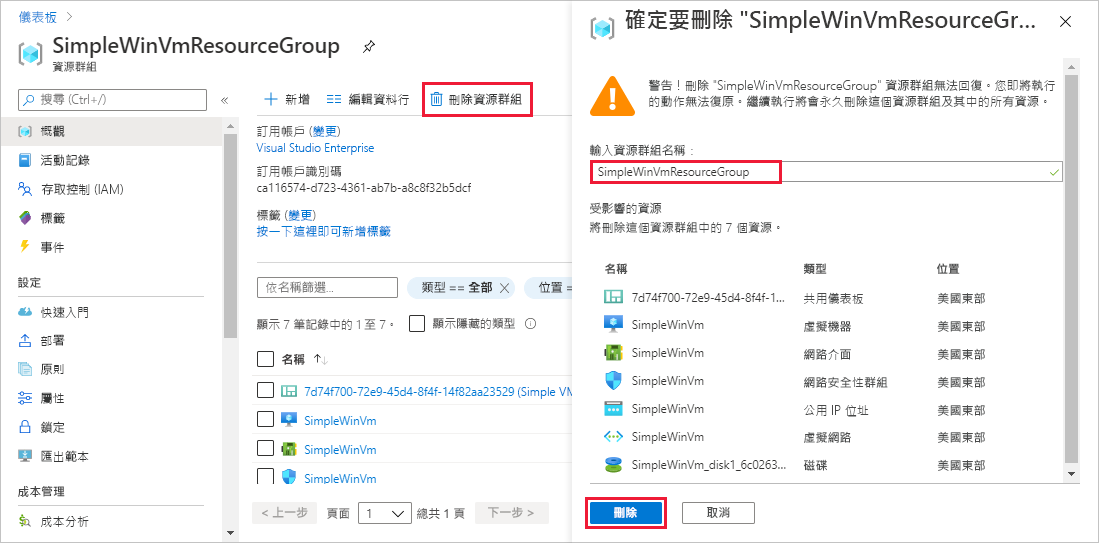 儀表板 >
SimpleWinVmResourceGroup
資源群組
搜尋 (Ctrl+/)
«
概觀
活動記錄
存取控制 (IAM)
標籤
事件
設定
快速入門
部署
原則
屬性
鎖定
匯出範本
成本管理
成本分析
新增
編輯資料行
刪除資源群組
訂用帳戶 (變更)
Visual Studio Enterprise
訂用帳戶識別碼
ca116574-d723-4361-ab7b-a8c8f32b5dcf
標籤 (變更)
按一下這裡即可新增標籤
依名稱篩選...
類型 == 全部
位置 =
顯示 7 筆記錄中的 1 至 7。
顯示隱藏的類型
名稱 ↑↓
7d74f700-72e9-45d4-8f4f-14f82aa23529 (Simple VM
SimpleWinVm
SimpleWinVm
SimpleWinVm
< 上一步
頁面
1
總共 1 頁
下一步 >
確定要刪除 "SimpleWinVmResourceGr...
警告！刪除 "SimpleWinVmResourceGroup" 資源群組無法回復。您即將執行
的動作無法復原。繼續執行將會永久刪除這個資源群組及其中的所有資源。
輸入資源群組名稱：
SimpleWinVmResourceGroup
受影響的資源
將刪除這個資源群組中的 7 個資源。
名稱 類型 位置
7d74f700-72e9-45d4-8f4f-1... 共用儀表板 美國東部
SimpleWinVm 虛擬機器 美國東部
SimpleWinVm 網路介面 美國東部
SimpleWinVm 網路安全性群組 美國東部
SimpleWinVm 公用 IP 位址 美國東部
SimpleWinVm 虛擬網路 美國東部
SimpleWinVm_disk1_6c0263... 磁碟 美國東部
刪除
取消